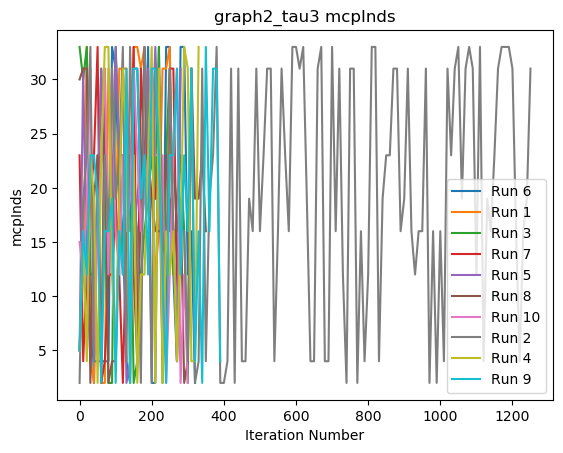 graph2_tau3 mcpInds
mcpInds
30
25
20
15
10
5
0
200
400
600
800
1000
1200
Iteration Number
Run 6
Run 1
Run 3
Run 7
Run 5
Run 8
Run 10
Run 2
Run 4
Run 9